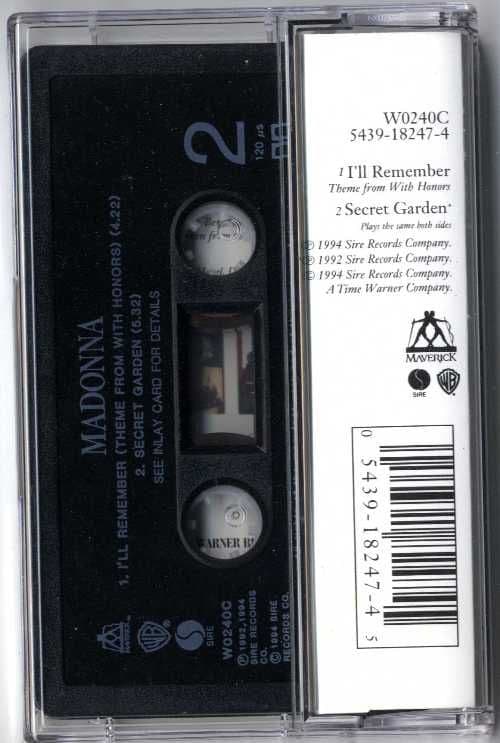 2
120 µs
MADONNA
1. I'LL REMEMBER (THEME FROM WITH HONORS) (4.22)
2. SECRET GARDEN (5.32)
SEE INLAY CARD FOR DETAILS
WB
SIRE
W0240C
℗ 1992,1994
SIRE RECORDS
CO.
© 1994 SIRE
RECORDS CO.
WARNER B
W0240C
5439-18247-4
1 I'll Remember
Theme from With Honors
2 Secret Garden*
Plays the same both sides
℗ 1994 Sire Records Company.
*℗ 1992 Sire Records Company.
© 1994 Sire Records Company.
A Time Warner Company.
MAVERICK
SIRE
WB
0 5439-18247-4 5